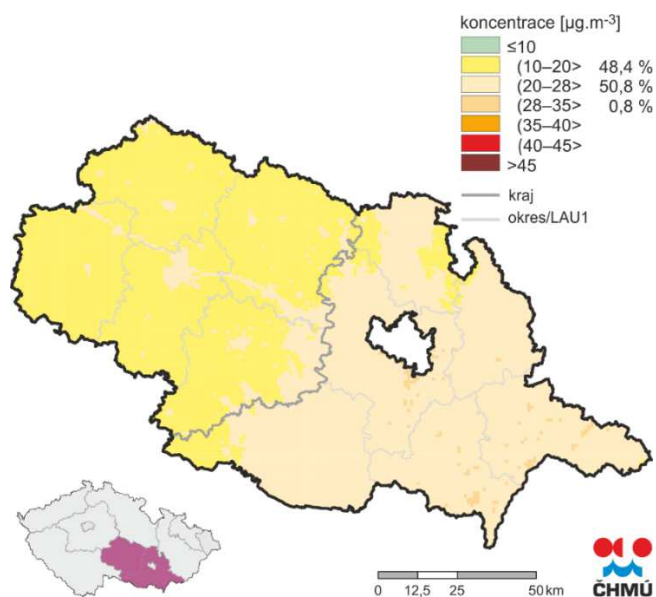 koncentrace [µg.m⁻³]
≤10
(10–20> 48,4 %
(20–28> 50,8 %
(28–35> 0,8 %
(35–40>
(40–45>
>45
kraj
okres/LAU1
0 12,5 25 50 km
ČHMÚ